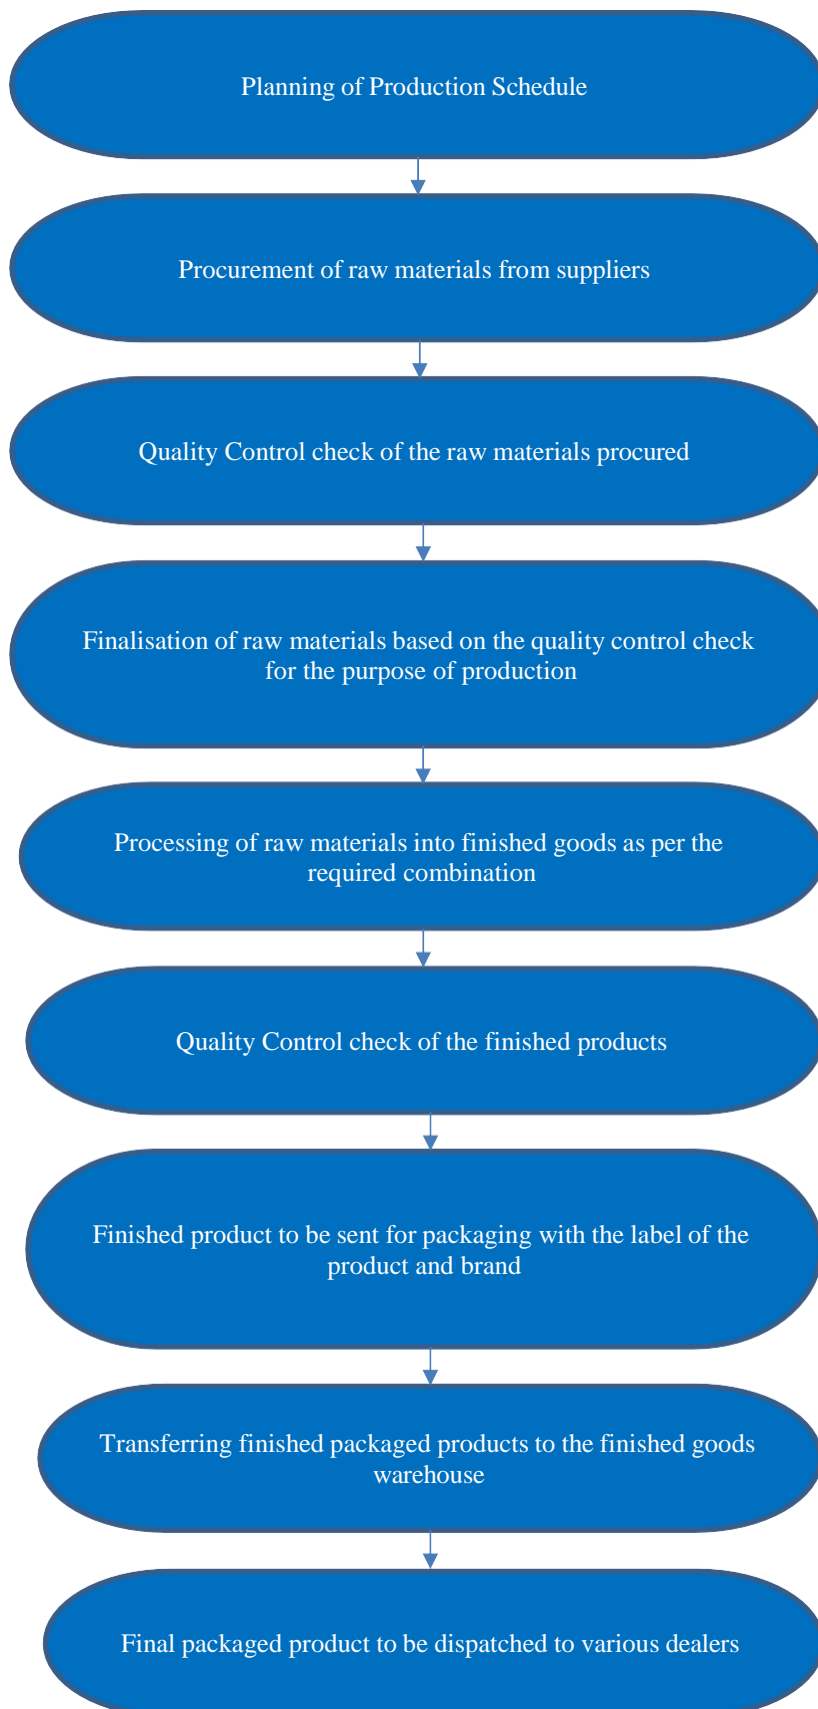 Planning of Production Schedule
Procurement of raw materials from suppliers
Quality Control check of the raw materials procured
Finalisation of raw materials based on the quality control check
for the purpose of production
Processing of raw materials into finished goods as per the
required combination
Quality Control check of the finished products
Finished product to be sent for packaging with the label of the
product and brand
Transferring finished packaged products to the finished goods
warehouse
Final packaged product to be dispatched to various dealers